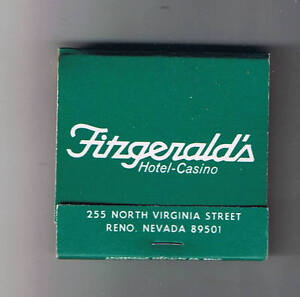 Fitzgerald's
Hotel-Casino
255 NORTH VIRGINIA STREET
RENO, NEVADA 89501